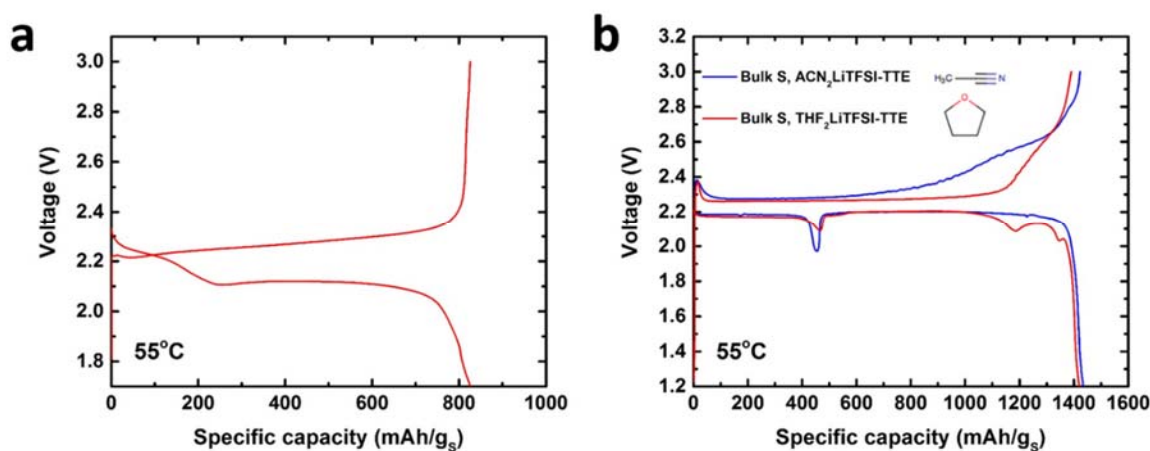 a
3.0
2.8
2.6
2.4
2.2
2.0
1.8
Voltage (V)
55°C
0 200 400 600 800 1000
Specific capacity (mAh/gS)
b
3.2
3.0
2.8
2.6
2.4
2.2
2.0
1.8
1.6
1.4
1.2
Voltage (V)
Bulk S, ACN2LiTFSI-TTE
H3C N
Bulk S, THF2LiTFSI-TTE
O
55°C
0 200 400 600 800 1000 1200 1400 1600
Specific capacity (mAh/gS)